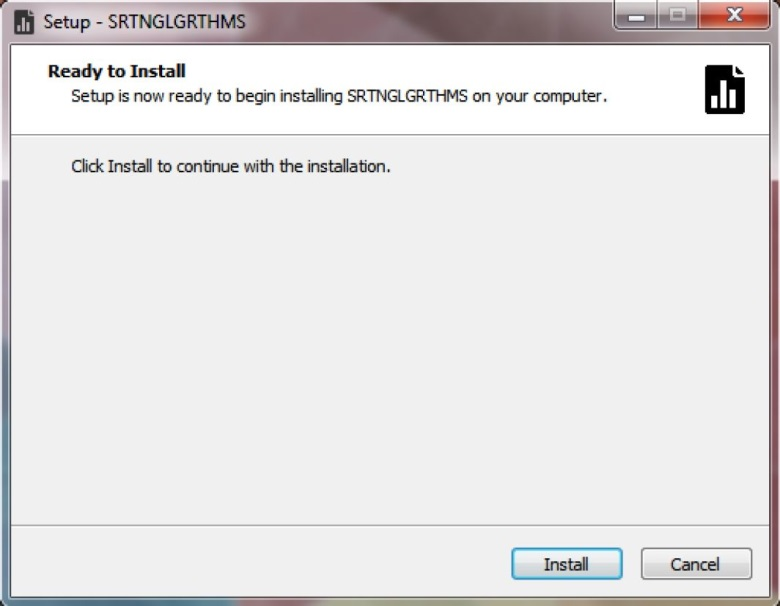 Setup - SRTNGLGRTHMS
Ready to Install
Setup is now ready to begin installing SRTNGLGRTHMS on your computer.
Click Install to continue with the installation.
Install
Cancel